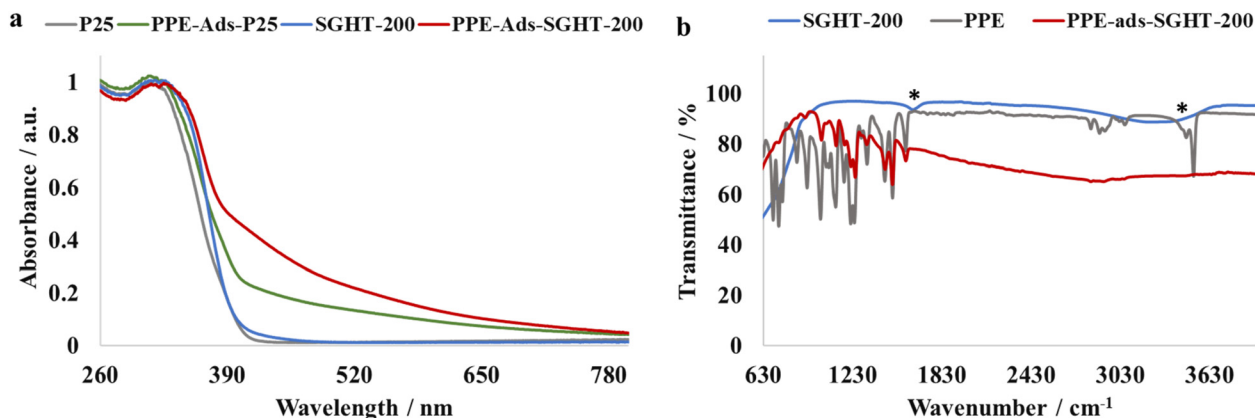 a
P25 PPE-Ads-P25 SGHT-200 PPE-Ads-SGHT-200
1
0.8
0.6
0.4
0.2
0
Absorbance / a.u.
260 390 520 650 780
Wavelength / nm
b
SGHT-200 PPE PPE-ads-SGHT-200
100
80
60
40
20
0
Transmittance / %
* *
630 1230 1830 2430 3030 3630
Wavenumber / cm⁻¹